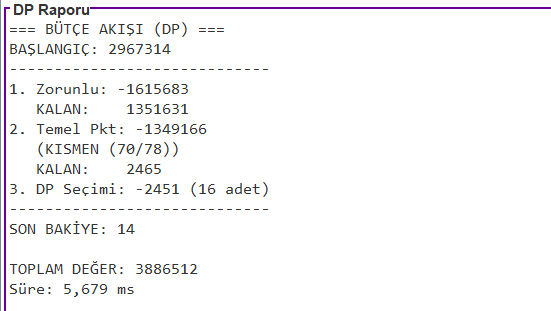 DP Raporu
=== BÜTÇE AKIŞI (DP) ===
BAŞLANGIÇ: 2967314
----------------------------
1. Zorunlu: -1615683
   KALAN:    1351631
2. Temel Pkt: -1349166
   (KISMEN (70/78))
   KALAN:    2465
3. DP Seçimi: -2451 (16 adet)
----------------------------
SON BAKİYE: 14

TOPLAM DEĞER: 3886512
Süre: 5,679 ms